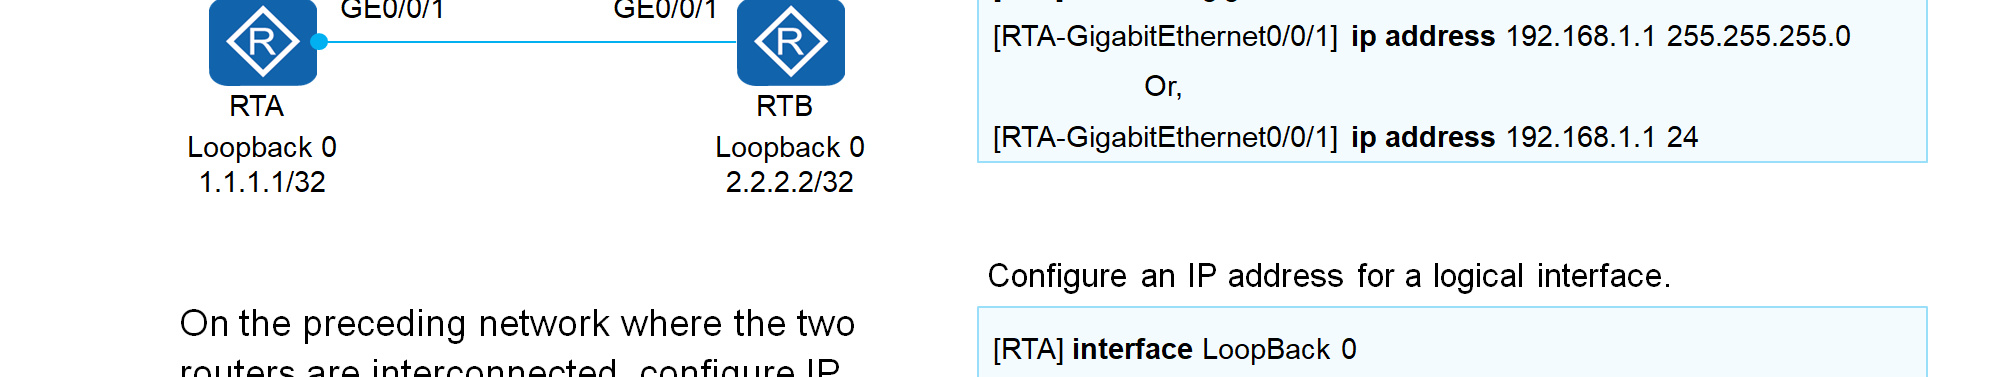 GE0/0/1 GE0/0/1
R R
RTA RTB
Loopback 0 Loopback 0
1.1.1.1/32 2.2.2.2/32
On the preceding network where the two
routers are interconnected, configure IP
[RTA-GigabitEthernet0/0/1] ip address 192.168.1.1 255.255.255.0
Or,
[RTA-GigabitEthernet0/0/1] ip address 192.168.1.1 24
Configure an IP address for a logical interface.
[RTA] interface LoopBack 0